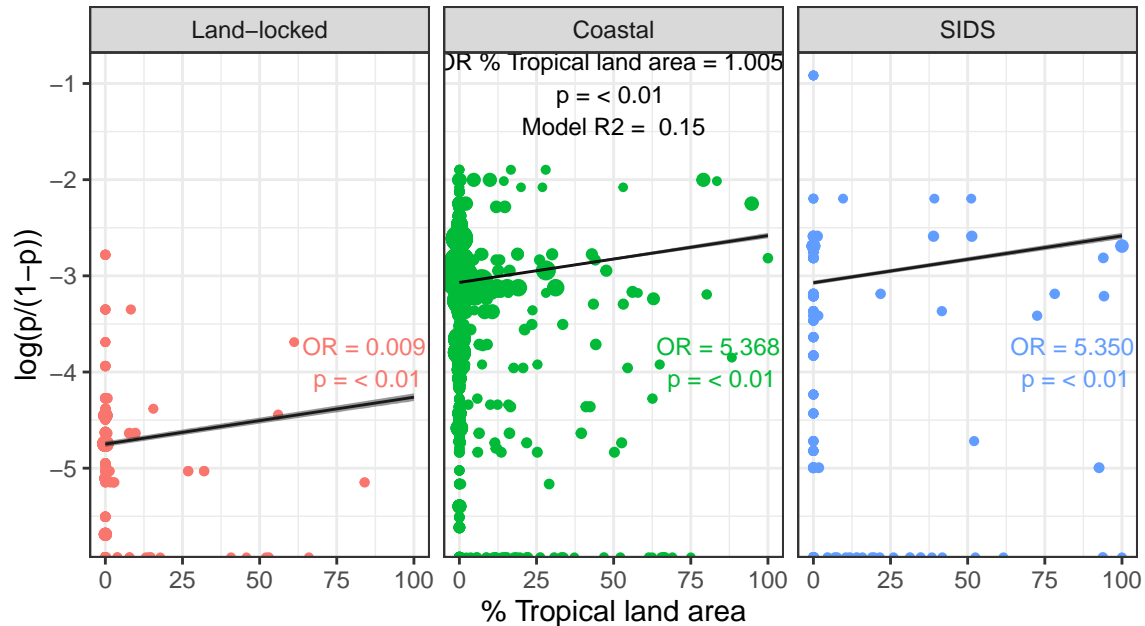 Land−locked
Coastal
SIDS
OR % Tropical land area = 1.005
p = < 0.01
Model R2 = 0.15
OR = 0.009
p = < 0.01
OR = 5.368
p = < 0.01
OR = 5.350
p = < 0.01
−1
−2
−3
−4
−5
log(p/(1−p))
0 25 50 75 100
0 25 50 75 100
0 25 50 75 100
% Tropical land area